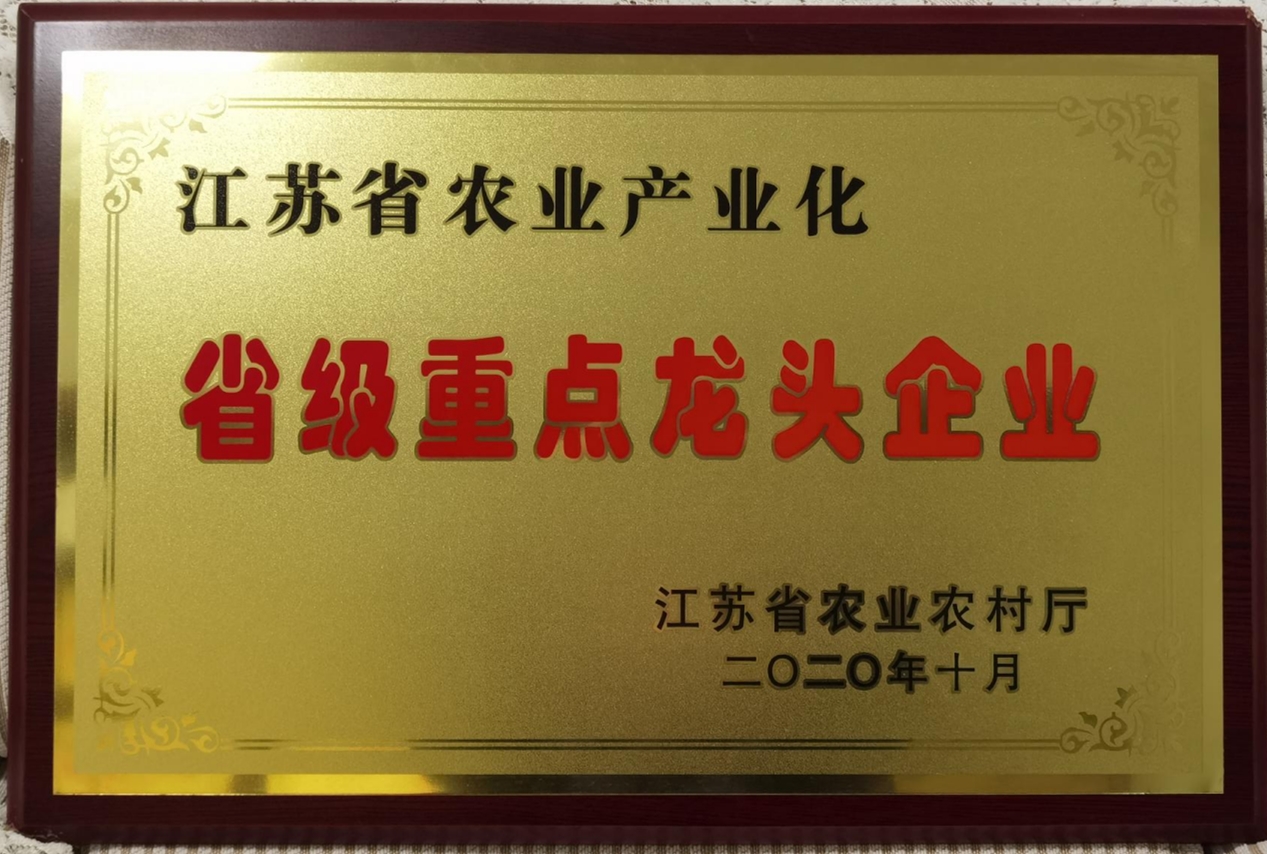 江苏省农业产业化
省级重点龙头企业
江苏省农业农村厅
二〇二〇年十月